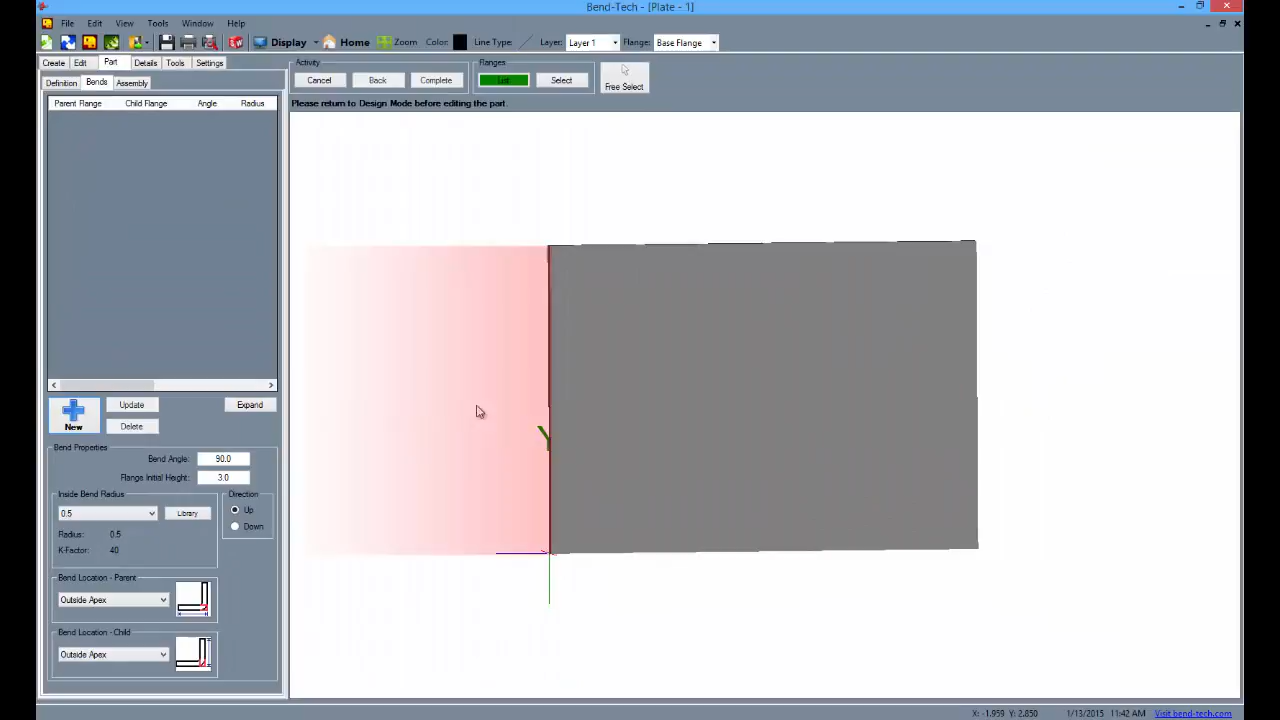 Bend-Tech - [Plate - 1]
File Edit View Tools Window Help
Display Home Zoom Color: Line Type: Layer: Layer 1 Flange: Base Flange
Create Edit Part Details Tools Settings
Definition Bends Assembly
Activity
Cancel Back Complete
Flanges
List Select
Free Select
Please return to Design Mode before editing the part.
Parent Flange Child Flange Angle Radius
Y
New
Update
Delete
Expand
Bend Properties
Bend Angle: 90.0
Flange Initial Height: 3.0
Inside Bend Radius
0.5 Library
Radius: 0.5
K-Factor: 40
Direction
Up
Down
Bend Location - Parent
Outside Apex
Bend Location - Child
Outside Apex
X: -1.959 Y: 2.850 1/13/2015 11:42 AM Visit bend-tech.com